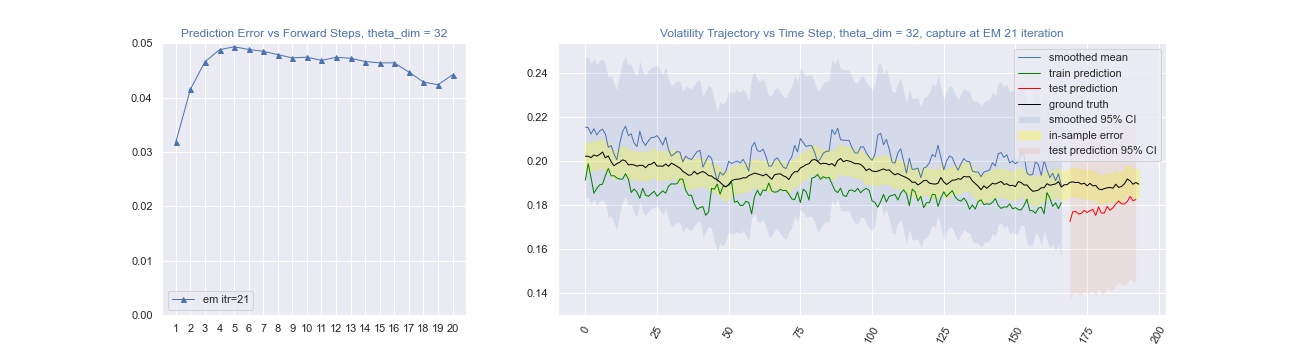 Prediction Error vs Forward Steps, theta_dim = 32
0.05
0.04
0.03
0.02
0.01
0.00
em itr=21
1 2 3 4 5 6 7 8 9 10 11 12 13 14 15 16 17 18 19 20
Volatility Trajectory vs Time Step, theta_dim = 32, capture at EM 21 iteration
0.24
0.22
0.20
0.18
0.16
0.14
smoothed mean
train prediction
test prediction
ground truth
smoothed 95% CI
in-sample error
test prediction 95% CI
0 25 50 75 100 125 150 175 200